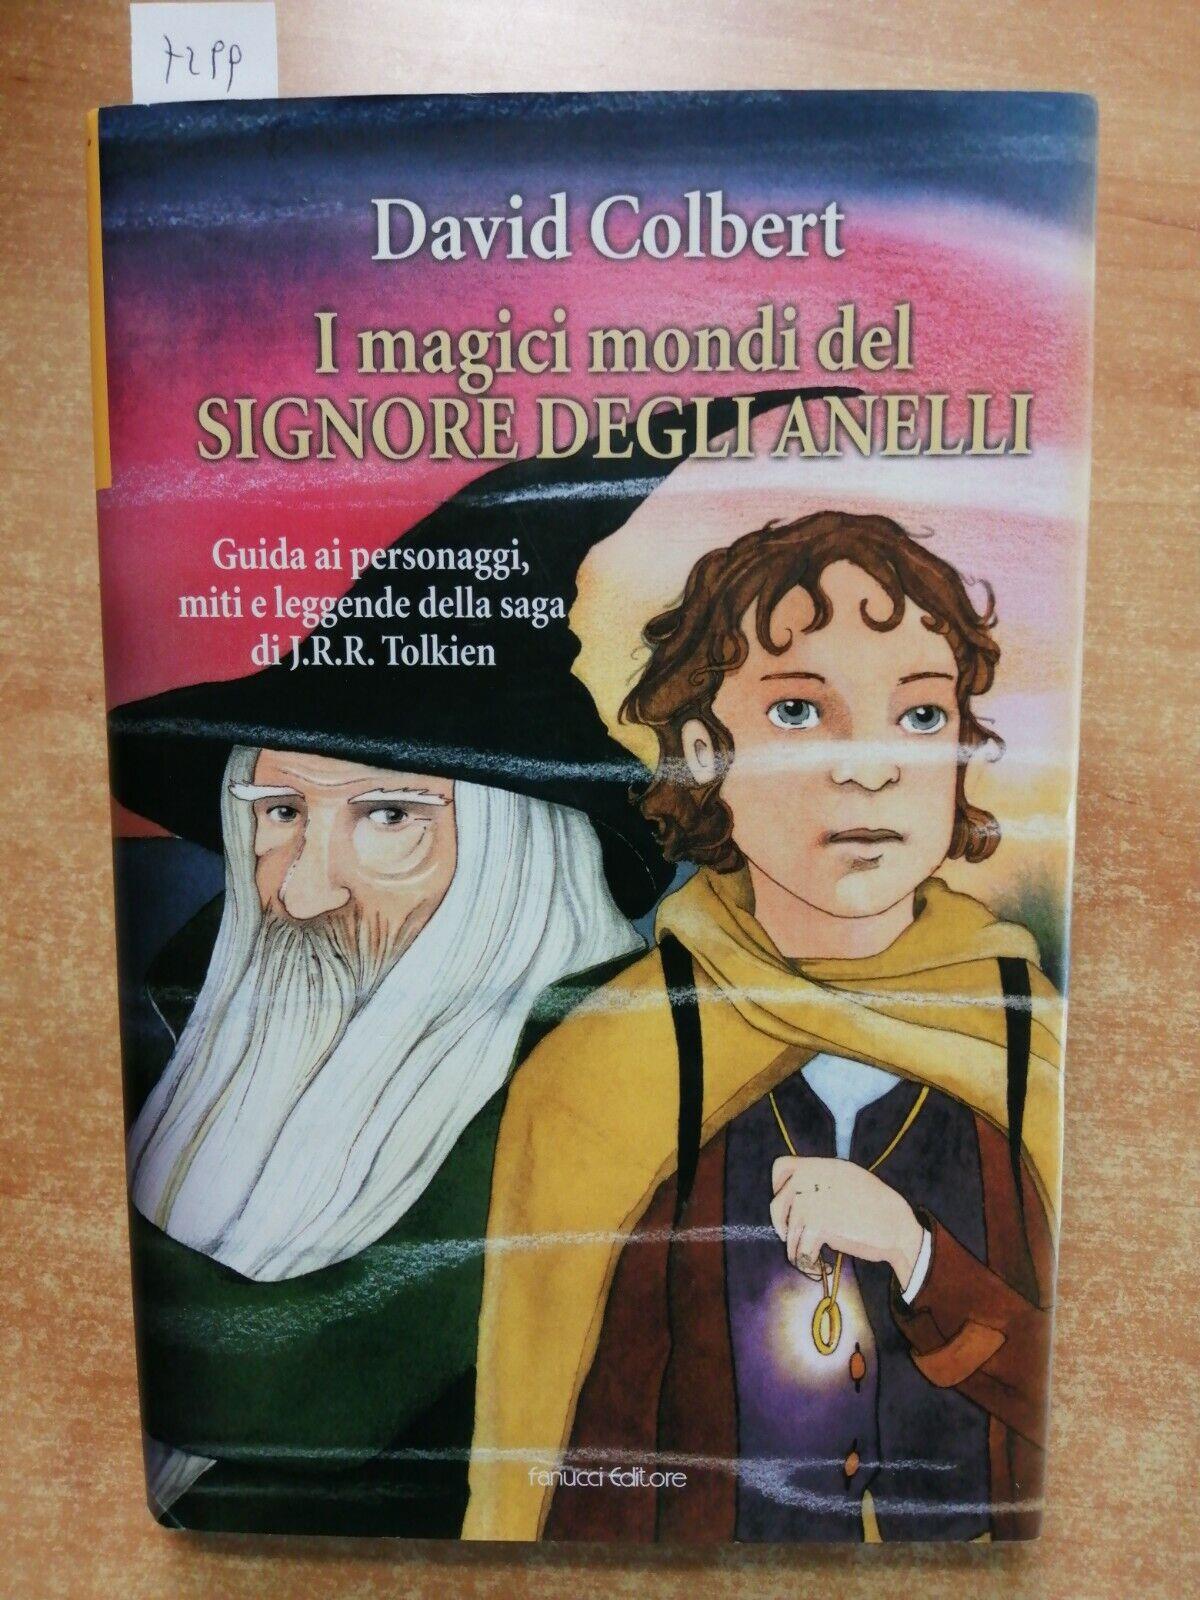 David Colbert
I magici mondi del
SIGNORE DEGLI ANELLI
Guida ai personaggi,
miti e leggende della saga
di J.R.R. Tolkien
fanucci Editore